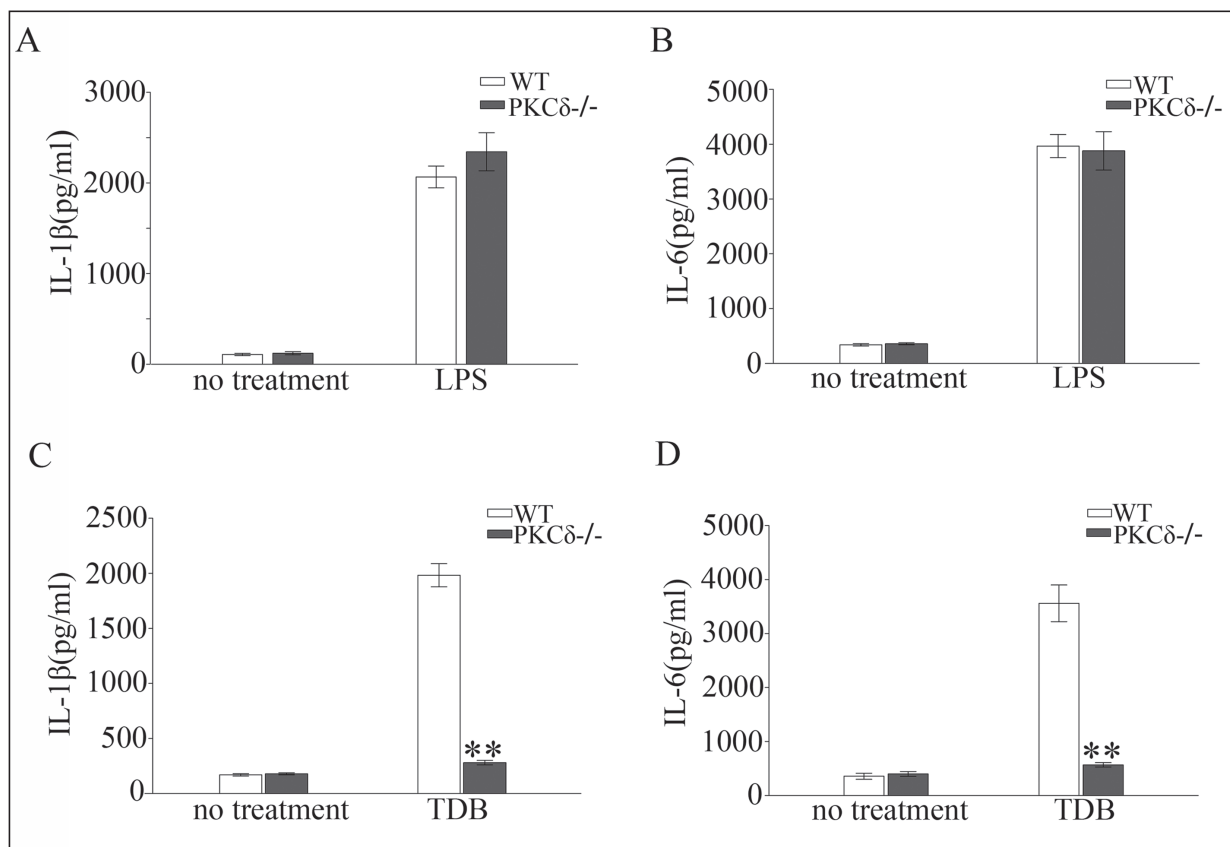 A
WT
PKCδ-/-
IL-1β(pg/ml)
3000
2000
1000
0
no treatment
LPS
B
WT
PKCδ-/-
IL-6(pg/ml)
5000
4000
3000
2000
1000
0
no treatment
LPS
C
WT
PKCδ-/-
IL-1β(pg/ml)
2500
2000
1500
1000
500
0
**
no treatment
TDB
D
WT
PKCδ-/-
IL-6(pg/ml)
5000
4000
3000
2000
1000
0
**
no treatment
TDB